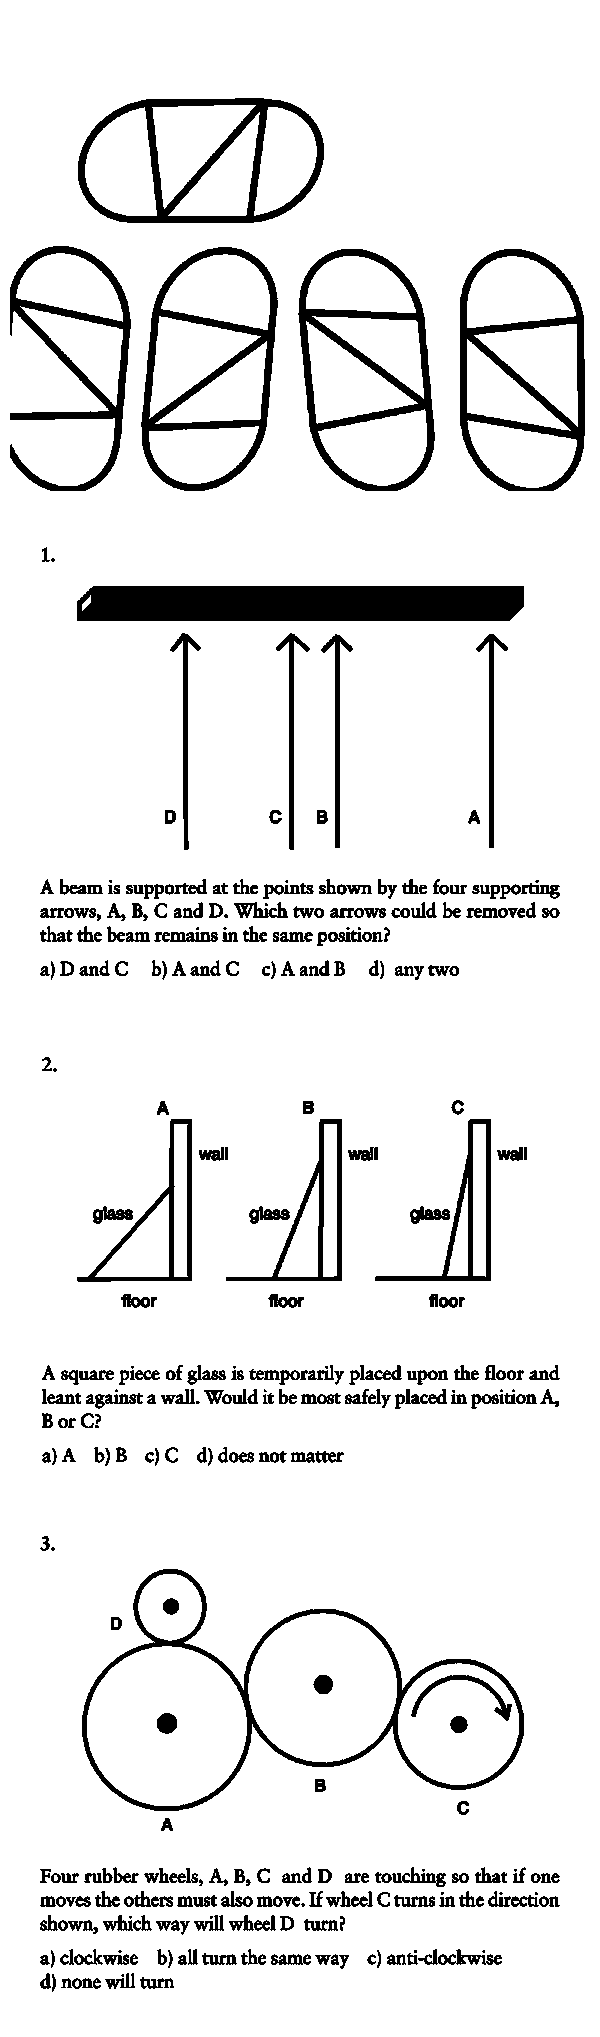 1.
D C B A
A beam is supported at the points shown by the four supporting
arrows, A, B, C and D. Which two arrows could be removed so
that the beam remains in the same position?
a) D and C b) A and C c) A and B d) any two
2.
A B C
wall wall wall
glass glass glass
floor floor floor
A square piece of glass is temporarily placed upon the floor and
leant against a wall. Would it be most safely placed in position A,
B or C?
a) A b) B c) C d) does not matter
3.
D
B
C
A
Four rubber wheels, A, B, C and D are touching so that if one
moves the others must also move. If wheel C turns in the direction
shown, which way will wheel D turn?
a) clockwise b) all turn the same way c) anti-clockwise
d) none will turn